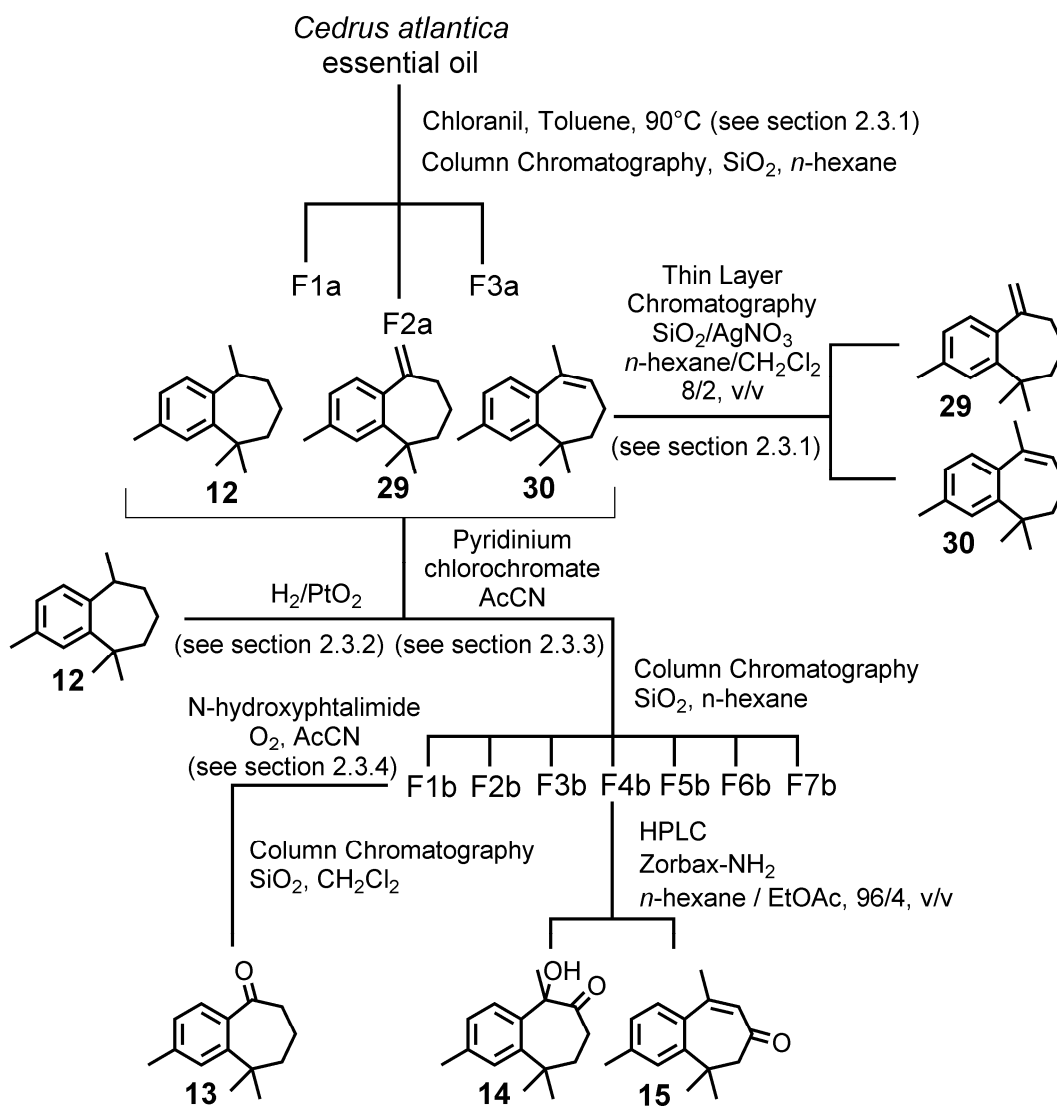 Cedrus atlantica
essential oil
Chloranil, Toluene, 90°C (see section 2.3.1)
Column Chromatography, SiO2, n-hexane
F1a
F2a
F3a
Thin Layer
Chromatography
SiO2/AgNO3
n-hexane/CH2Cl2
8/2, v/v
(see section 2.3.1)
29
30
12
29
30
Pyridinium
chlorochromate
AcCN
H2/PtO2
(see section 2.3.2)
(see section 2.3.3)
12
Column Chromatography
SiO2, n-hexane
N-hydroxyphtalimide
O2, AcCN
(see section 2.3.4)
F1b F2b F3b F4b F5b F6b F7b
Column Chromatography
SiO2, CH2Cl2
HPLC
Zorbax-NH2
n-hexane / EtOAc, 96/4, v/v
O
OH
O
O
13
14
15